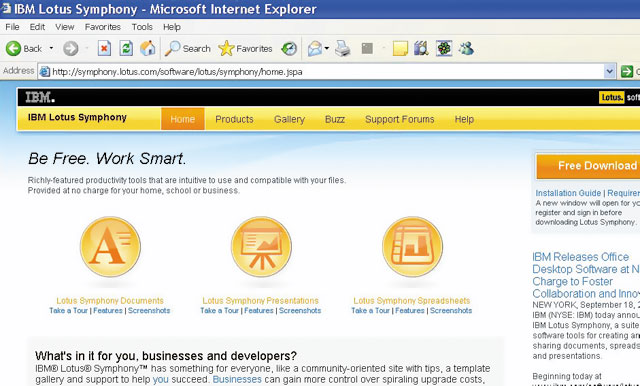 IBM Lotus Symphony - Microsoft Internet Explorer
File Edit View Favorites Tools Help
Back Search Favorites
Address http://symphony.lotus.com/software/lotus/symphony/home.jspa
IBM. Lotus.
IBM Lotus Symphony Home Products Gallery Buzz Support Forums Help
Be Free. Work Smart.
Richly-featured productivity tools that are intuitive to use and compatible with your files.
Provided at no charge for your home, school or business.
Lotus Symphony Documents
Take a Tour | Features | Screenshots
Lotus Symphony Presentations
Take a Tour | Features | Screenshots
Lotus Symphony Spreadsheets
Take a Tour | Features | Screenshots
What's in it for you, businesses and developers?
IBM® Lotus® Symphony™ has something for everyone, like a community-oriented site with tips, a template
gallery and support to help you succeed. Businesses can gain more control over spiraling upgrade costs,
Free Download
Installation Guide |
A new window will open for
register and sign in before
downloading Lotus Symphony.
IBM Releases Office
Desktop Software at
Charge to Foster
Collaboration and
NEW YORK, September 18,
IBM (NYSE: IBM) today
IBM Lotus Symphony, a suite
software tools for creating
sharing documents,
and presentations.
Beginning today at